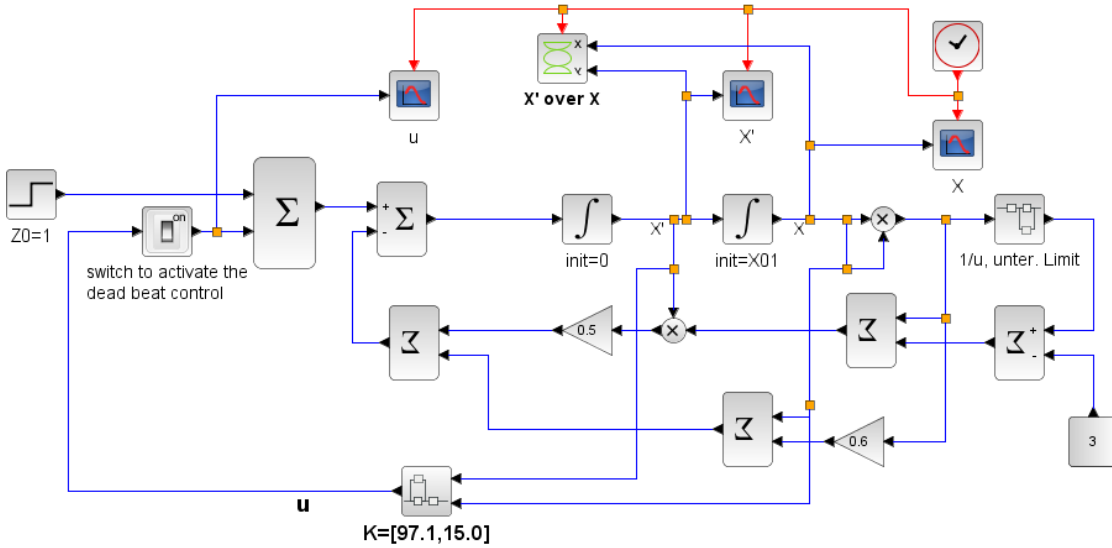 X
Y
X' over X
u
X'
X
Z0=1
on
switch to activate the
dead beat control
Σ
+
-
Σ
∫
init=0
X'
∫
init=X01
X
×
1/u, unter. Limit
Σ
0.5
×
Σ
Σ
+
-
Σ
0.6
3
u
K=[97.1,15.0]